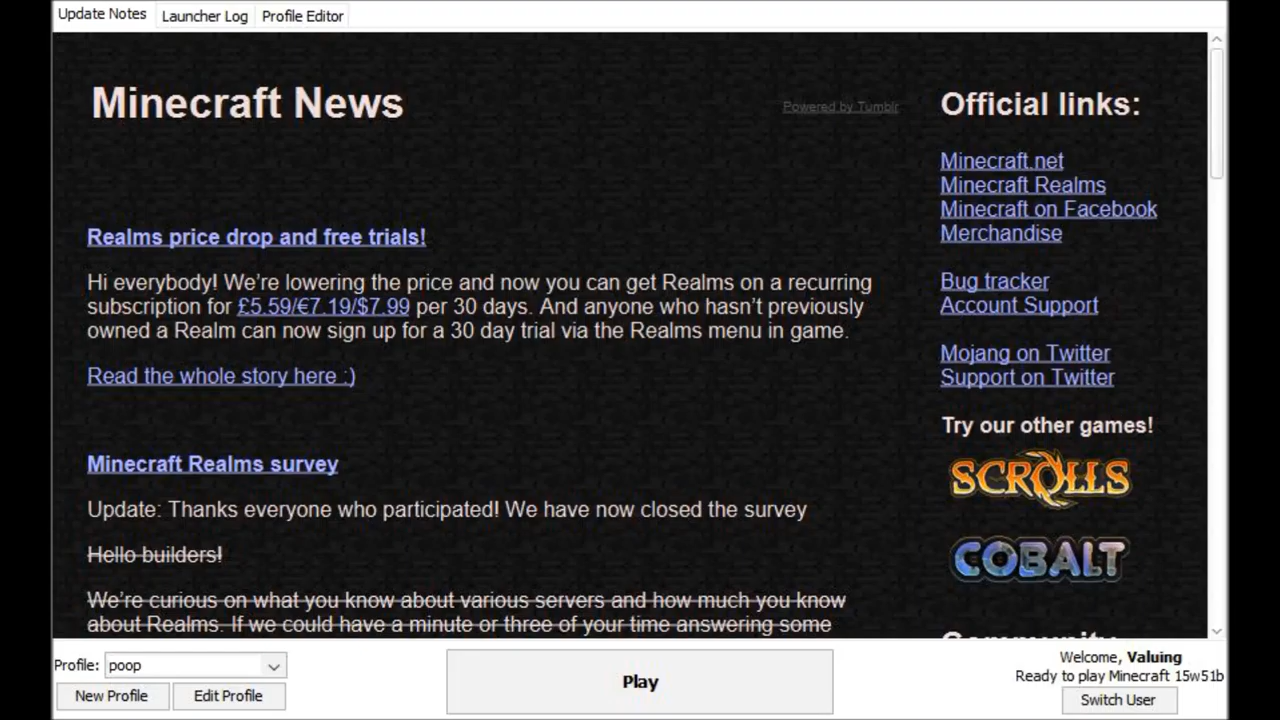 Update Notes
Launcher Log
Profile Editor
Minecraft News
Powered by Tumblr
Realms price drop and free trials!
Hi everybody! We’re lowering the price and now you can get Realms on a recurring
subscription for £5.59/€7.19/$7.99 per 30 days. And anyone who hasn’t previously
owned a Realm can now sign up for a 30 day trial via the Realms menu in game.
Read the whole story here :)
Minecraft Realms survey
Update: Thanks everyone who participated! We have now closed the survey
Hello builders!
We’re curious on what you know about various servers and how much you know
about Realms. If we could have a minute or three of your time answering some
Official links:
Minecraft.net
Minecraft Realms
Minecraft on Facebook
Merchandise
Bug tracker
Account Support
Mojang on Twitter
Support on Twitter
Try our other games!
SCROLLS
COBALT
Community
Profile: poop
New Profile
Edit Profile
Play
Welcome, Valuing
Ready to play Minecraft 15w51b
Switch User